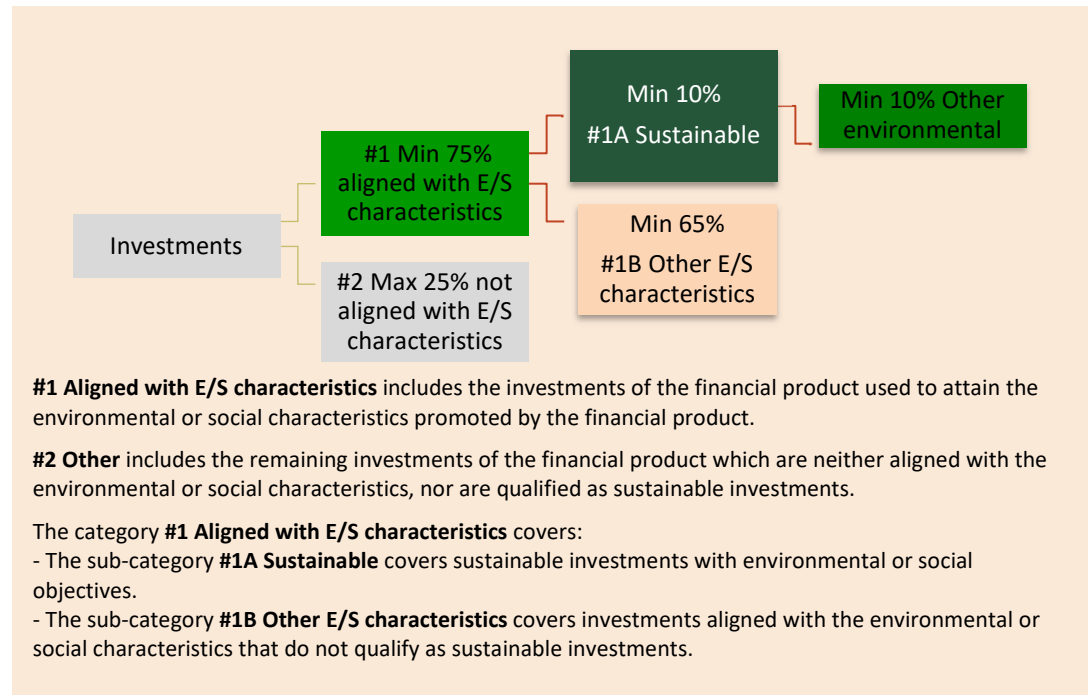 Min 10%
#1A Sustainable
Min 10% Other
environmental
#1 Min 75%
aligned with E/S
characteristics
Investments
Min 65%
#1B Other E/S
characteristics
#2 Max 25% not
aligned with E/S
characteristics
#1 Aligned with E/S characteristics includes the investments of the financial product used to attain the
environmental or social characteristics promoted by the financial product.
#2 Other includes the remaining investments of the financial product which are neither aligned with the
environmental or social characteristics, nor are qualified as sustainable investments.
The category #1 Aligned with E/S characteristics covers:
- The sub-category #1A Sustainable covers sustainable investments with environmental or social
objectives.
- The sub-category #1B Other E/S characteristics covers investments aligned with the environmental or
social characteristics that do not qualify as sustainable investments.